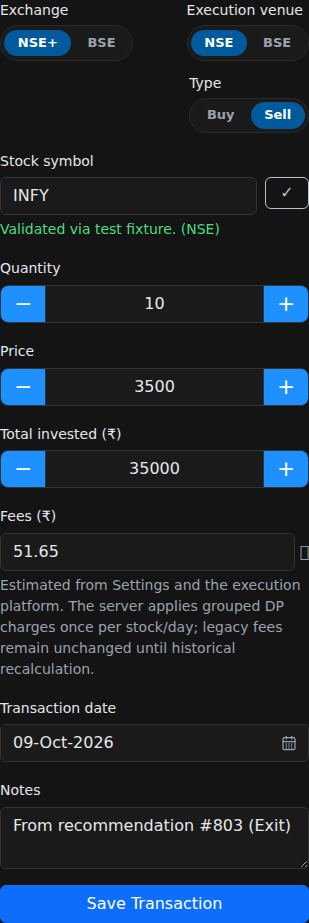 Exchange
Execution venue
NSE+ BSE
NSE BSE
Type
Buy Sell
Stock symbol
INFY ✓
Validated via test fixture. (NSE)
Quantity
− 10 +
Price
− 3500 +
Total invested (₹)
− 35000 +
Fees (₹)
51.65
Estimated from Settings and the execution
platform. The server applies grouped DP
charges once per stock/day; legacy fees
remain unchanged until historical
recalculation.
Transaction date
09-Oct-2026
Notes
From recommendation #803 (Exit)
Save Transaction